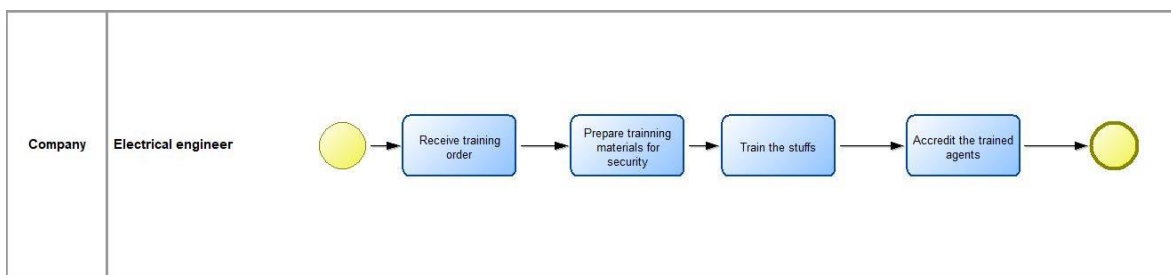 Company
Electrical engineer
Receive training
order
Prepare trainning
materials for
security
Train the stuffs
Accredit the trained
agents